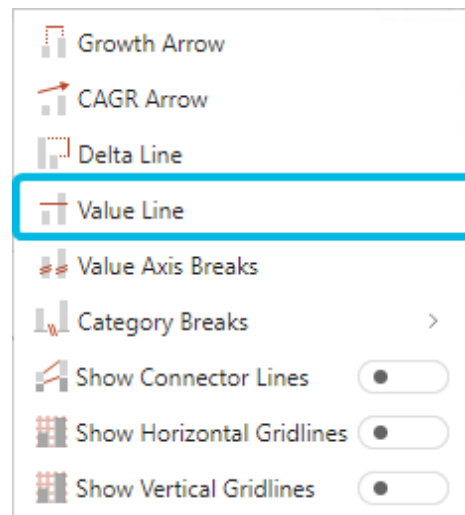 Growth Arrow
CAGR Arrow
Delta Line
Value Line
Value Axis Breaks
Category Breaks
Show Connector Lines
Show Horizontal Gridlines
Show Vertical Gridlines